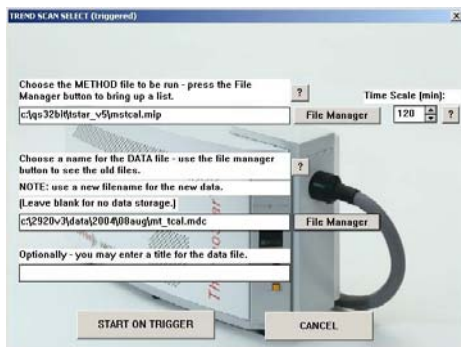 TREND SCAN SELECT (triggered)
Choose the METHOD file to be run - press the File
Manager button to bring up a list.
?
Time Scale (min):
c:\qs32bit\tstar_v5\mstcal.mip
File Manager
120
?
Choose a name for the DATA file - use the file manager
button to see the old files.
?
NOTE: use a new filename for the new data.
(Leave blank for no data storage.)
c:\2920v3\data\2004\08aug\mt_tcal.mdc
File Manager
Optionally - you may enter a title for the data file.
START ON TRIGGER
CANCEL